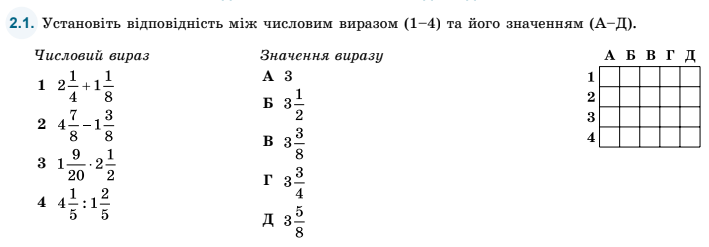 2.1. Установіть відповідність між числовим виразом (1–4) та його значенням (А–Д).
Числовий вираз
1 2 1/4 + 1 1/8
2 4 7/8 − 1 3/8
3 1 9/20 · 2 1/2
4 4 1/5 : 1 2/5
Значення виразу
А 3
Б 3 1/2
В 3 3/8
Г 3 3/4
Д 3 5/8
А Б В Г Д
1
2
3
4